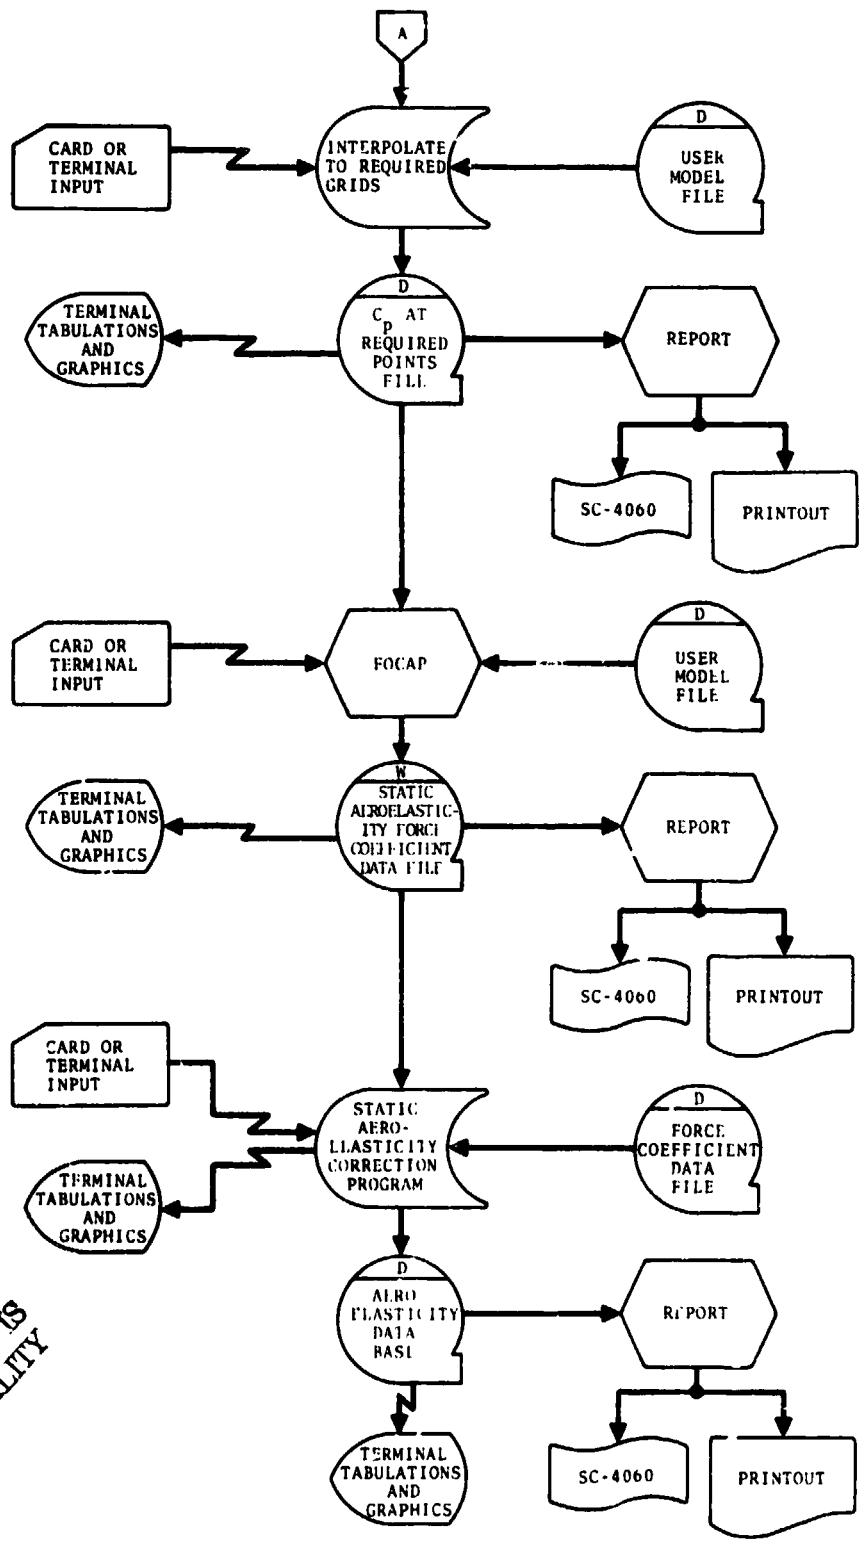 A
CARD OR
TERMINAL
INPUT
INTERPOLATE
TO REQUIRED
GRIDS
D
USER
MODEL
FILE
TERMINAL
TABULATIONS
AND
GRAPHICS
D
Cp AT
REQUIRED
POINTS
FILE
REPORT
SC-4060
PRINTOUT
CARD OR
TERMINAL
INPUT
FOCAP
D
USER
MODEL
FILE
TERMINAL
TABULATIONS
AND
GRAPHICS
W
STATIC
AEROELASTIC-
ITY FORCE
COEFFICIENT
DATA FILE
REPORT
SC-4060
PRINTOUT
CARD OR
TERMINAL
INPUT
STATIC
AERO-
ELASTICITY
CORRECTION
PROGRAM
D
FORCE
COEFFICIENT
DATA
FILE
TERMINAL
TABULATIONS
AND
GRAPHICS
D
AERO
ELASTICITY
DATA
BASE
REPORT
IS
LITY
TERMINAL
TABULATIONS
AND
GRAPHICS
SC-4060
PRINTOUT